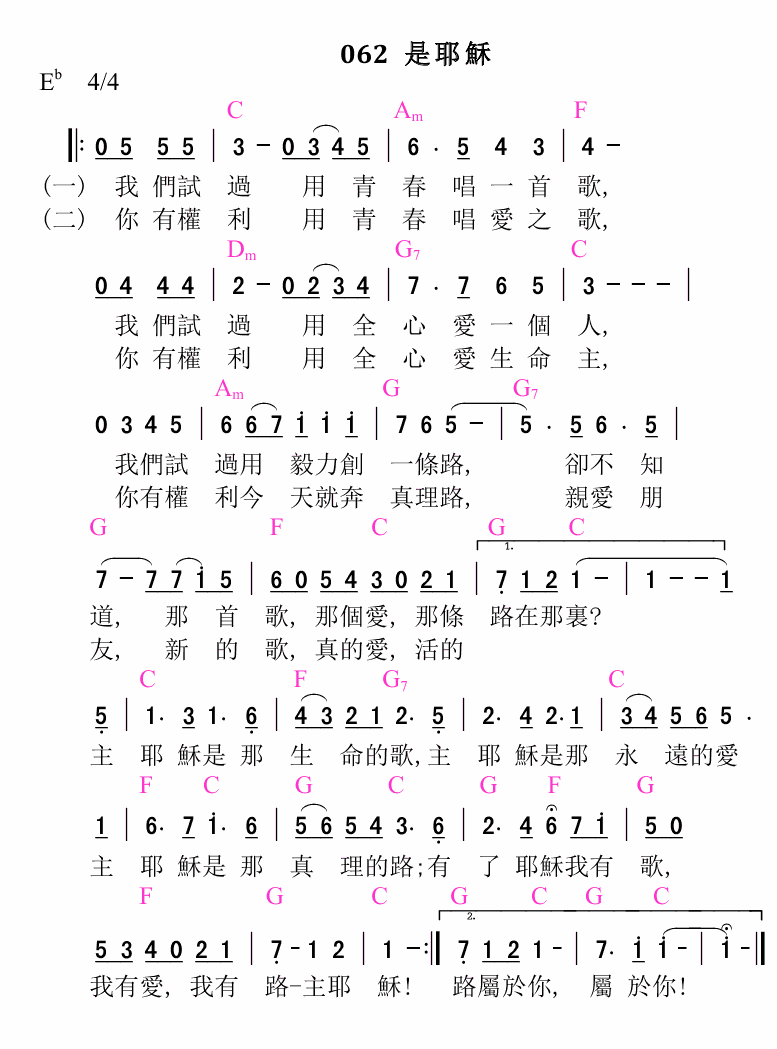 062 是耶穌
E♭ 4/4
C Am F
‖: 0 5 5 5 | 3 - 0 3 4 5 | 6 . 5 4 3 | 4 -
(一) 我 們試 過 用 青 春 唱 一 首 歌,
(二) 你 有權 利 用 青 春 唱 愛 之 歌,
Dm G7 C
0 4 4 4 | 2 - 0 2 3 4 | 7 . 7 6 5 | 3 - - - |
我 們試 過 用 全 心 愛 一 個 人,
你 有權 利 用 全 心 愛 生 命 主,
Am G G7
0 3 4 5 | 6 6 7 i i i | 7 6 5 - | 5 . 5 6 . 5 |
我們試 過用 毅力創 一條路, 卻不 知
你有權 利今 天就奔 真理路, 親愛 朋
G F C G C
1.
7 - 7 7 i 5 | 6 0 5 4 3 0 2 1 | 7 1 2 1 - | 1 - - 1
道, 那 首 歌, 那個愛, 那條 路在那裏?
友, 新 的 歌, 真的愛, 活的
C F G7 C
5 | 1. 3 1. 6 | 4 3 2 1 2. 5 | 2. 4 2. 1 | 3 4 5 6 5 .
主 耶 穌是 那 生 命的歌,主 耶 穌是那 永 遠的愛
F C G C G F G
1 | 6. 7 i. 6 | 5 6 5 4 3. 6 | 2. 4 6 7 i | 5 0
主 耶 穌是 那 真 理的路;有 了 耶穌我有 歌,
F G C G C G C
2.
5 3 4 0 2 1 | 7 - 1 2 | 1 - :‖ 7 1 2 1 - | 7. i i - | i - ‖
我有愛, 我有 路-主耶 穌! 路屬於你, 屬 於你!